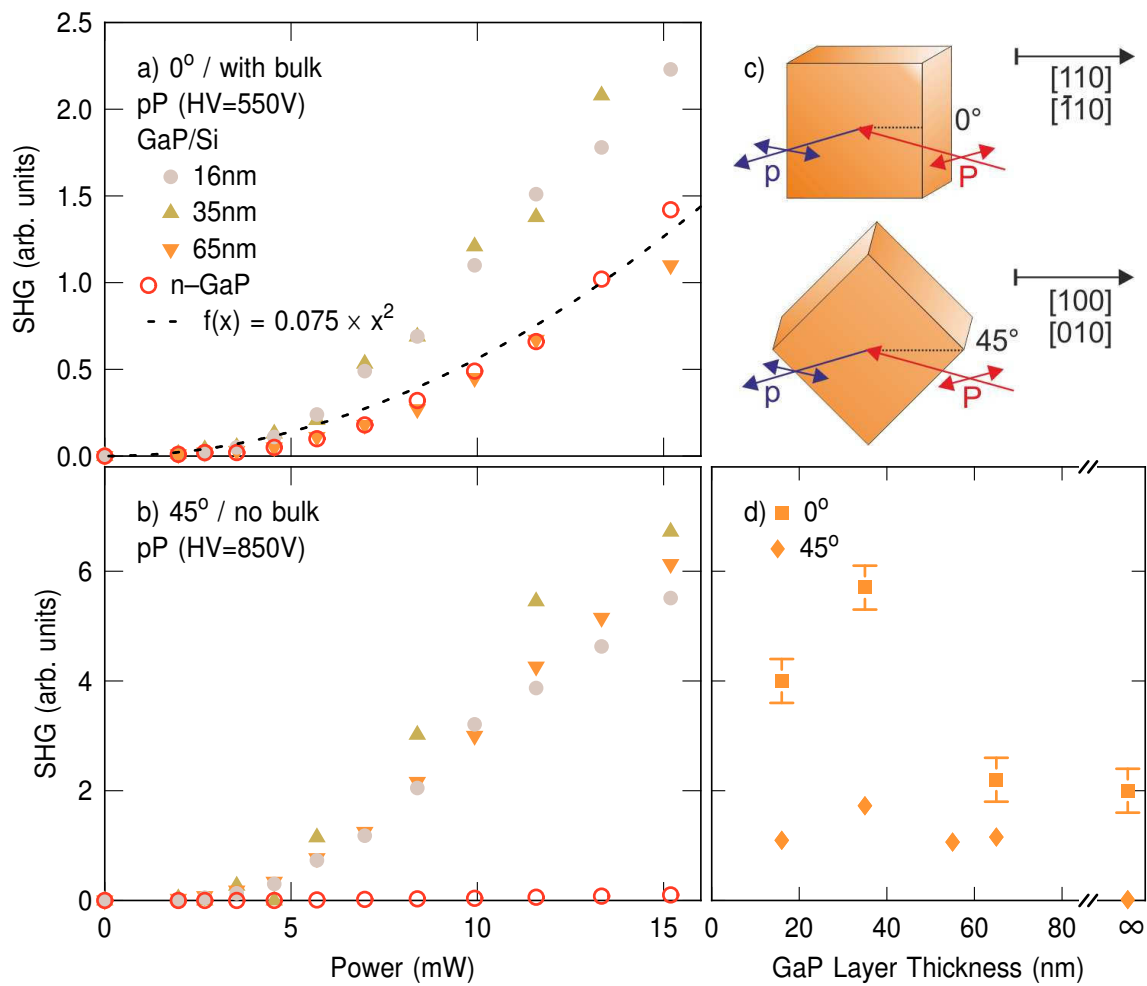 2.5
2.0
1.5
1.0
0.5
0.0
SHG (arb. units)
a) 0° / with bulk
pP (HV=550V)
GaP/Si
16nm
35nm
65nm
n–GaP
f(x) = 0.075 × x²
c)
0°
p
P
[110]
[1̄10]
45°
p
P
[100]
[010]
6
4
2
0
SHG (arb. units)
b) 45° / no bulk
pP (HV=850V)
0
5
10
15
Power (mW)
d)
0°
45°
0
20
40
60
80
∞
GaP Layer Thickness (nm)